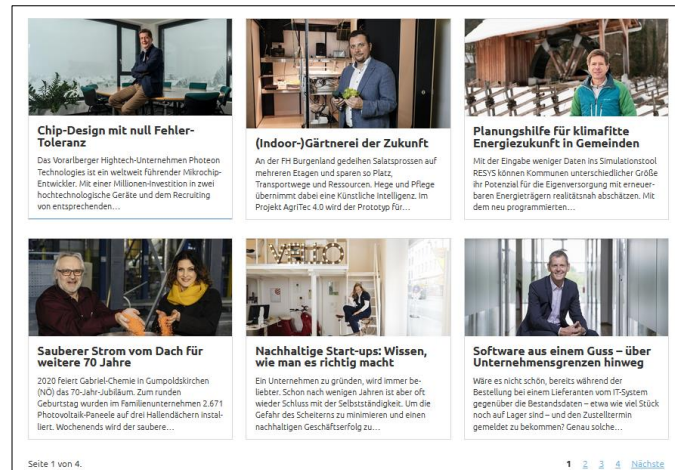 Chip-Design mit null Fehler-
Toleranz
Das Vorarlberger Hightech-Unternehmen Photeon
Technologies ist ein weltweit führender Mikrochip-
Entwickler. Mit einer Millionen-Investition in zwei
hochtechnologische Geräte und dem Recruiting
von entsprechenden…
(Indoor-)Gärtnerei der Zukunft
An der FH Burgenland gedeihen Salatsprossen auf
mehreren Etagen und sparen so Platz,
Transportwege und Ressourcen. Hege und Pflege
übernimmt dabei eine Künstliche Intelligenz. Im
Projekt AgriTec 4.0 wird der Prototyp für…
Planungshilfe für klimafitte
Energiezukunft in Gemeinden
Mit der Eingabe weniger Daten ins Simulationstool
RESYS können Kommunen unterschiedlicher Größe
ihr Potenzial für die Eigenversorgung mit erneuer-
baren Energieträgern realitätsnah abschätzen. Mit
dem neu programmierten…
VELLO
Sauberer Strom vom Dach für
weitere 70 Jahre
2020 feiert Gabriel-Chemie in Gumpoldskirchen
(NÖ) das 70-Jahr-Jubiläum. Zum runden
Geburtstag wurden im Familienunternehmen 2.671
Photovoltaik-Paneele auf drei Hallendächern instal-
liert. Wochenends wird der saubere…
Nachhaltige Start-ups: Wissen,
wie man es richtig macht
Ein Unternehmen zu gründen, wird immer be-
liebter. Schon nach wenigen Jahren ist aber oft
wieder Schluss mit der Selbstständigkeit. Um die
Gefahr des Scheiterns zu minimieren und einen
nachhaltigen Geschäftserfolg zu…
Software aus einem Guss – über
Unternehmensgrenzen hinweg
Wäre es nicht schön, bereits während der
Bestellung bei einem Lieferanten vom IT-System
gegenüber die Bestandsdaten – etwa wie viel Stück
noch auf Lager sind – und den Zustelltermin
gemeldet zu bekommen? Genau solche…
Seite 1 von 4.
1 2 3 4 Nächste